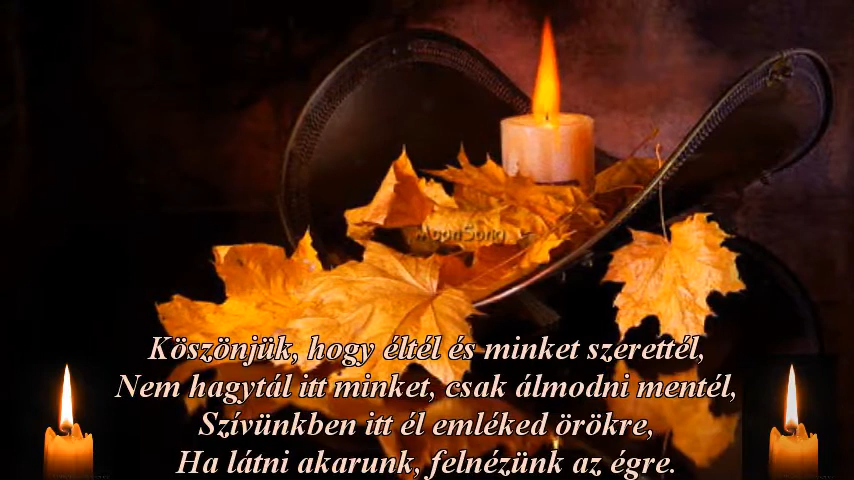 MoonSong
Köszönjük, hogy éltél és minket szerettél,
Nem hagytál itt minket, csak álmodni mentél,
Szívünkben itt él emléked örökre,
Ha látni akarunk, felnézünk az égre.